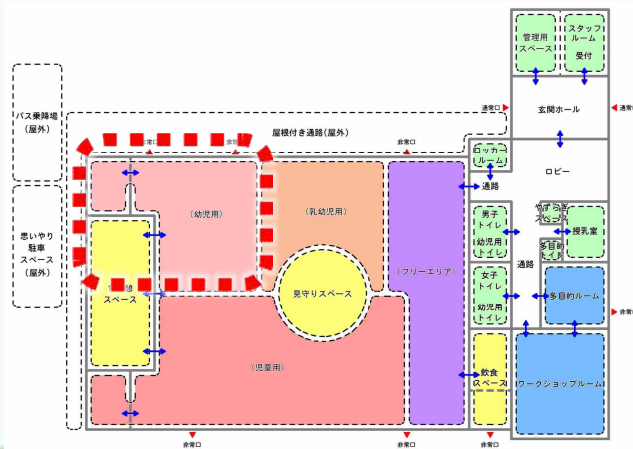 管理用
スペース
スタッフ
ルーム
受付
バス乗降場
(屋外)
通常口
玄関ホール
通常
屋根付き通路(屋外)
非常口
非常口
ロッカー
ルーム
ロビー
通路
思いやり
駐車
スペース
(屋外)
(幼児用)
(乳幼児用)
(フリーエリア)
男子
トイレ
幼児用
トイレ
やすらぎ
スペース
授乳室
通路
多目的
トイレ
女子
トイレ
幼児用
トイレ
多目的ルーム
見守りスペース
スペース
非常
(児童用)
飲食
スペース
ワークショップルーム
非常口
非常口
非常口